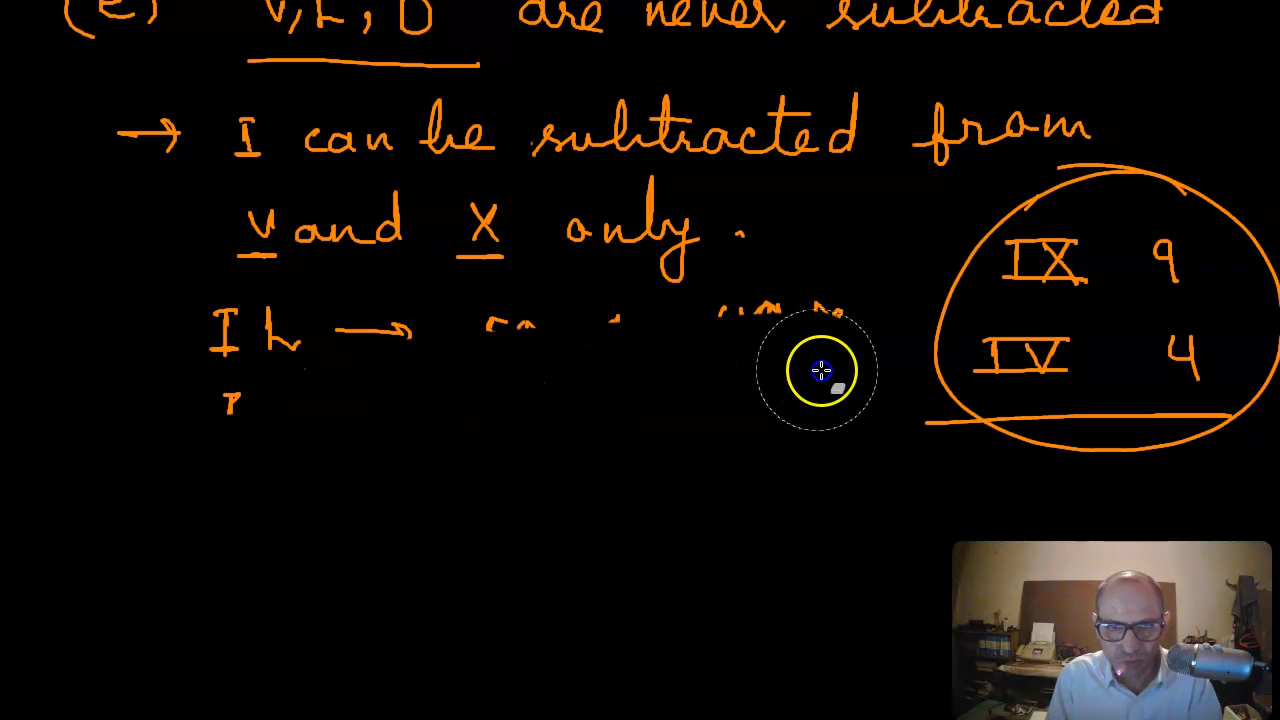 (e) V, L, D are never subtracted
→ I can be subtracted from
V and X only.
IX 9
I L →
IV 4
I